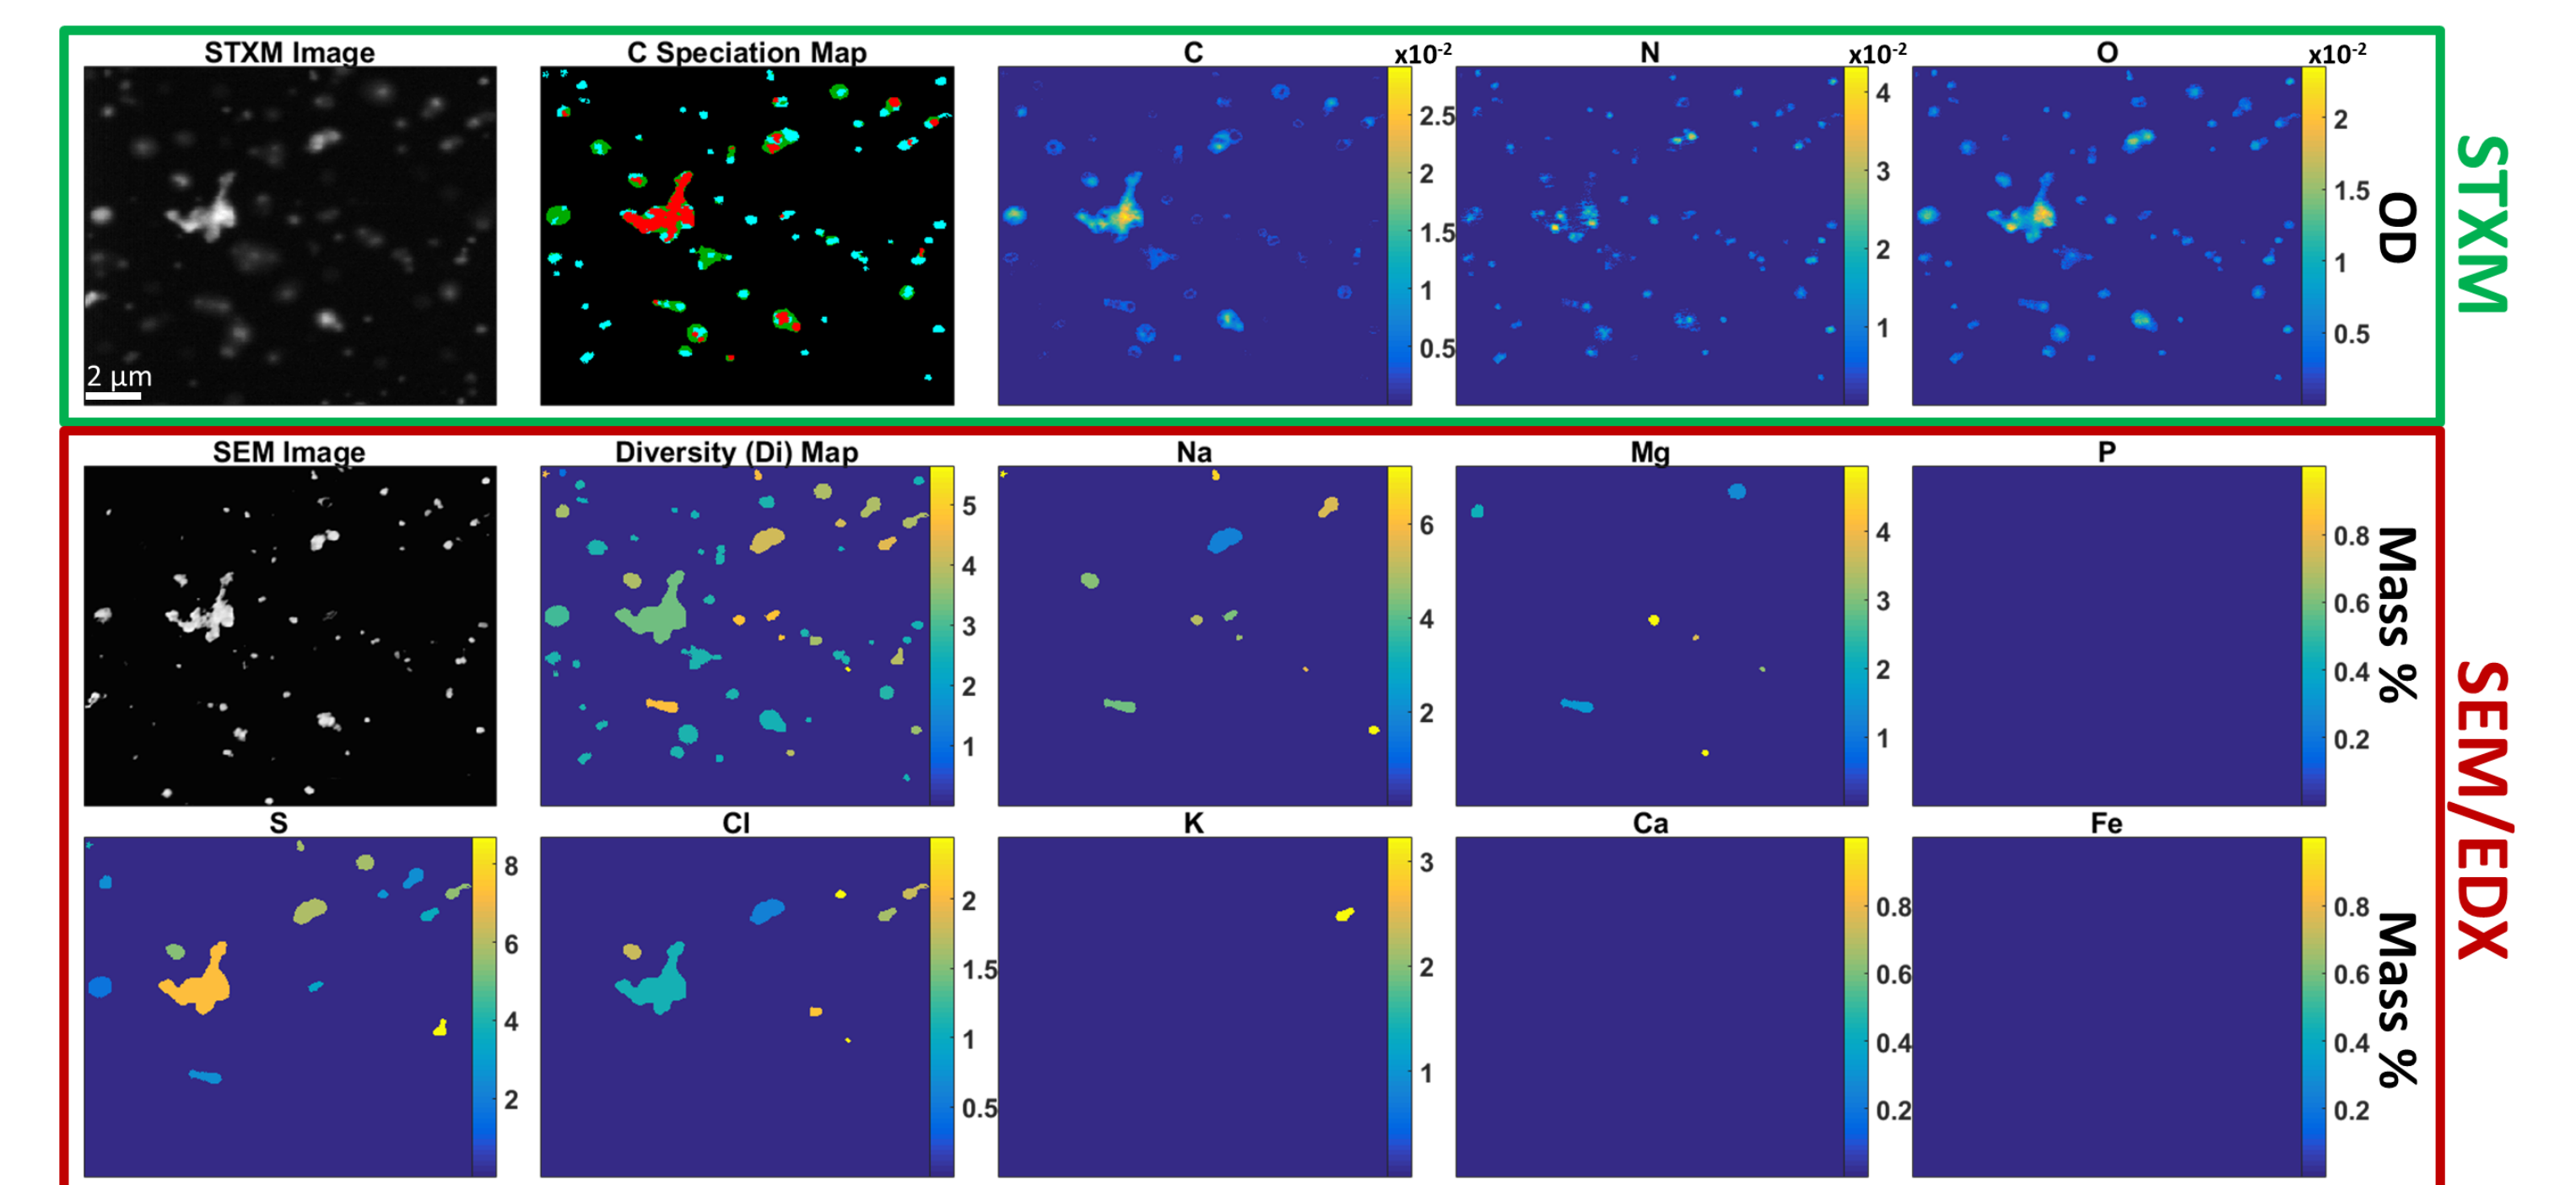 STXM Image
C Speciation Map
C
x10-2
N
x10-2
O
x10-2
2 µm
2.5
2
1.5
1
0.5
4
3
2
1
2
1.5
1
0.5
OD
STXM
SEM Image
Diversity (Di) Map
Na
Mg
P
5
4
3
2
1
6
4
2
4
3
2
1
0.8
0.6
0.4
0.2
Mass %
SEM/EDX
S
Cl
K
Ca
Fe
8
6
4
2
2
1.5
1
0.5
3
2
1
0.8
0.6
0.4
0.2
0.8
0.6
0.4
0.2
Mass %